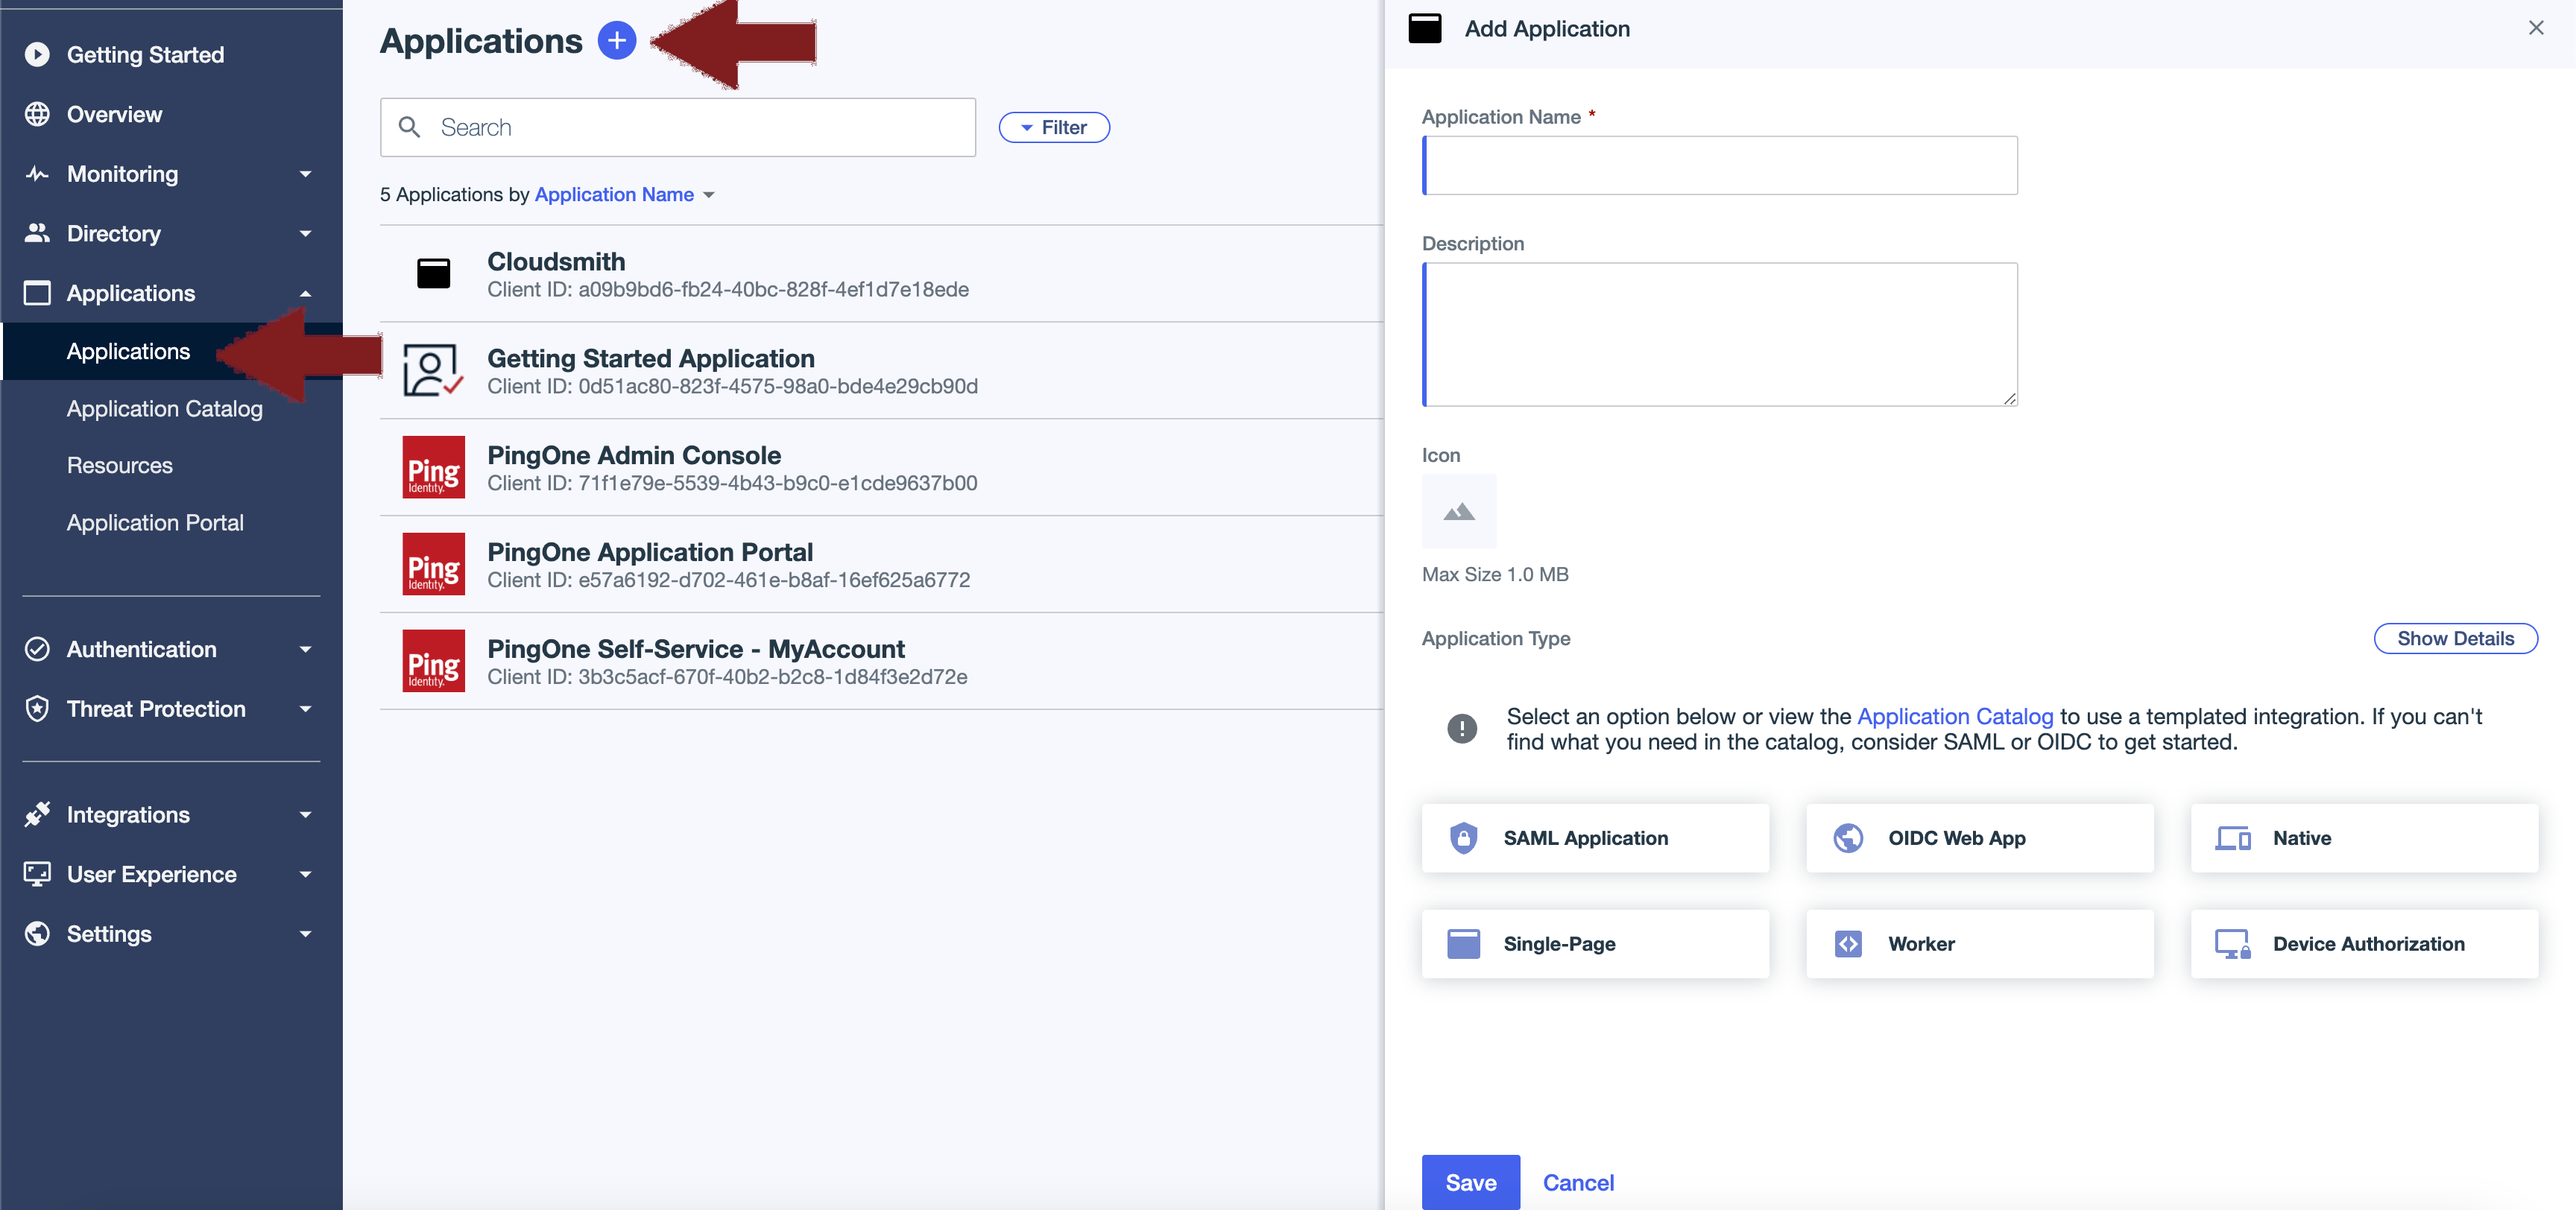 Getting Started
Overview
Monitoring
Directory
Applications
Applications
Application Catalog
Resources
Application Portal
Authentication
Threat Protection
Integrations
User Experience
Settings
Applications
Search
Filter
5 Applications by Application Name
Cloudsmith
Client ID: a09b9bd6-fb24-40bc-828f-4ef1d7e18ede
Getting Started Application
Client ID: 0d51ac80-823f-4575-98a0-bde4e29cb90d
Ping
Identity.
PingOne Admin Console
Client ID: 71f1e79e-5539-4b43-b9c0-e1cde9637b00
Ping
Identity.
PingOne Application Portal
Client ID: e57a6192-d702-461e-b8af-16ef625a6772
Ping
Identity.
PingOne Self-Service - MyAccount
Client ID: 3b3c5acf-670f-40b2-b2c8-1d84f3e2d72e
Add Application
Application Name *
Description
Icon
Max Size 1.0 MB
Application Type
Show Details
Select an option below or view the Application Catalog to use a templated integration. If you can't
find what you need in the catalog, consider SAML or OIDC to get started.
SAML Application
OIDC Web App
Native
Single-Page
Worker
Device Authorization
Save
Cancel